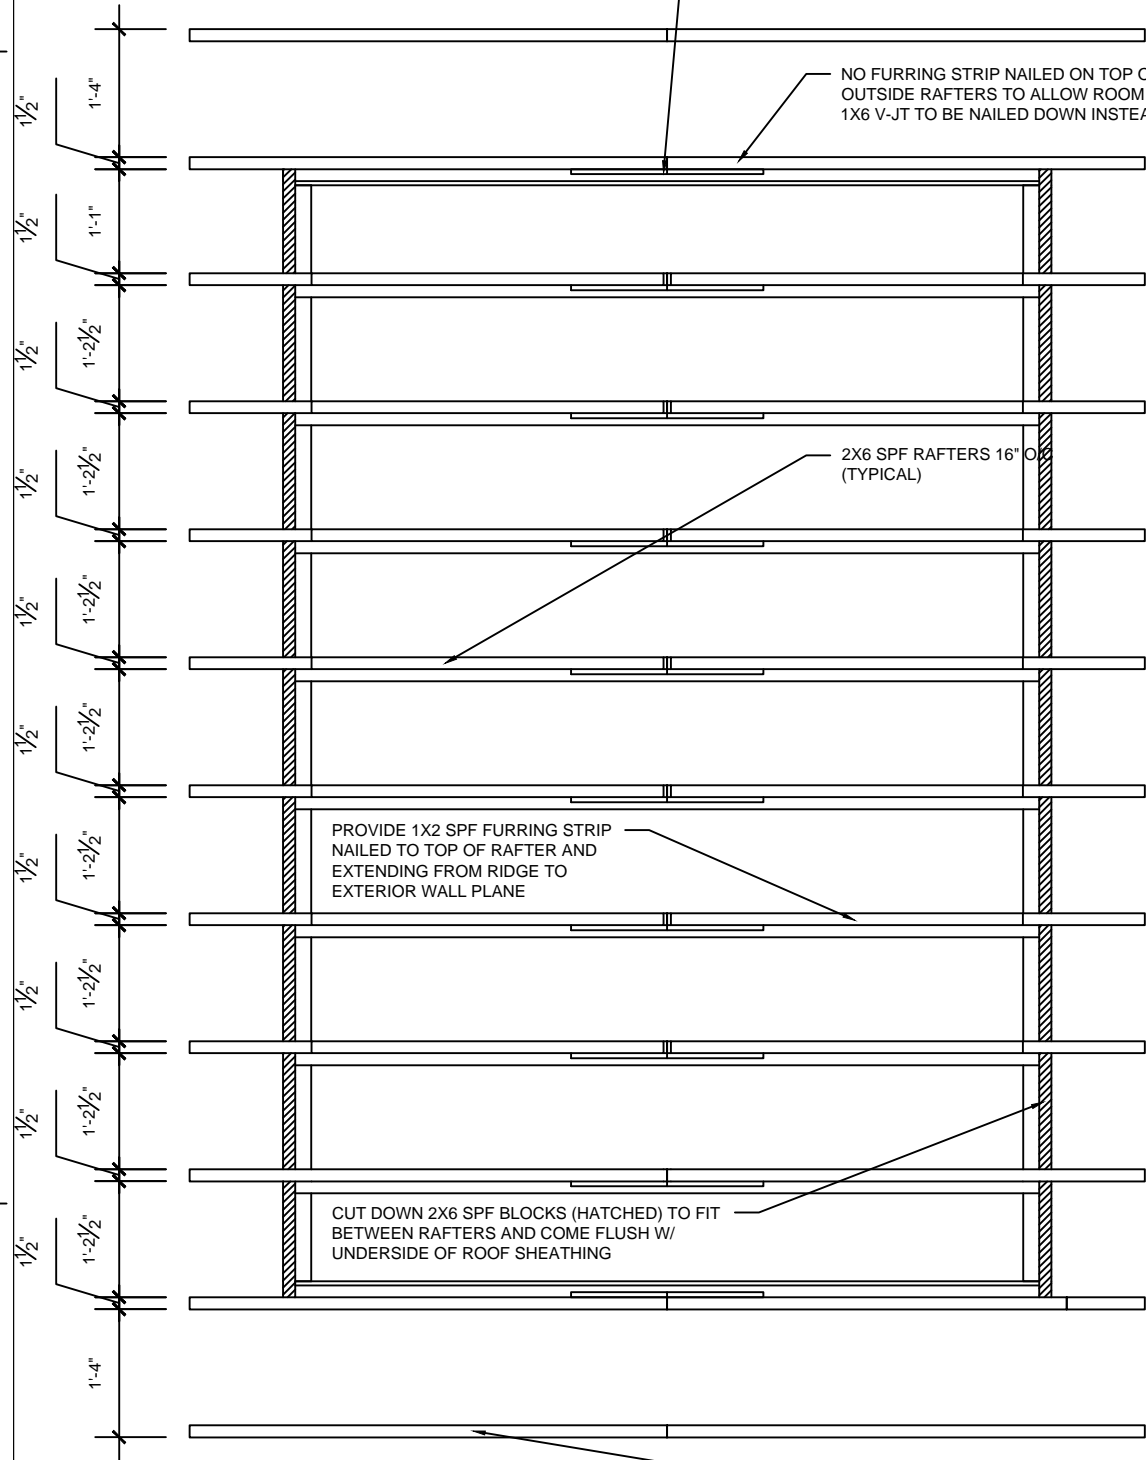 1'-4"
1½"
NO FURRING STRIP NAILED ON TOP
OUTSIDE RAFTERS TO ALLOW ROOM
1X6 V-JT TO BE NAILED DOWN
1'-1"
1½"
1'-2½"
1½"
1'-2½"
1½"
2X6 SPF RAFTERS 16" O/C
(TYPICAL)
1'-2½"
1½"
1'-2½"
1½"
1'-2½"
1½"
PROVIDE 1X2 SPF FURRING STRIP
NAILED TO TOP OF RAFTER AND
EXTENDING FROM RIDGE TO
EXTERIOR WALL PLANE
1'-2½"
1½"
1'-2½"
1½"
1'-2½"
1½"
CUT DOWN 2X6 SPF BLOCKS (HATCHED) TO FIT
BETWEEN RAFTERS AND COME FLUSH W/
UNDERSIDE OF ROOF SHEATHING
1'-4"